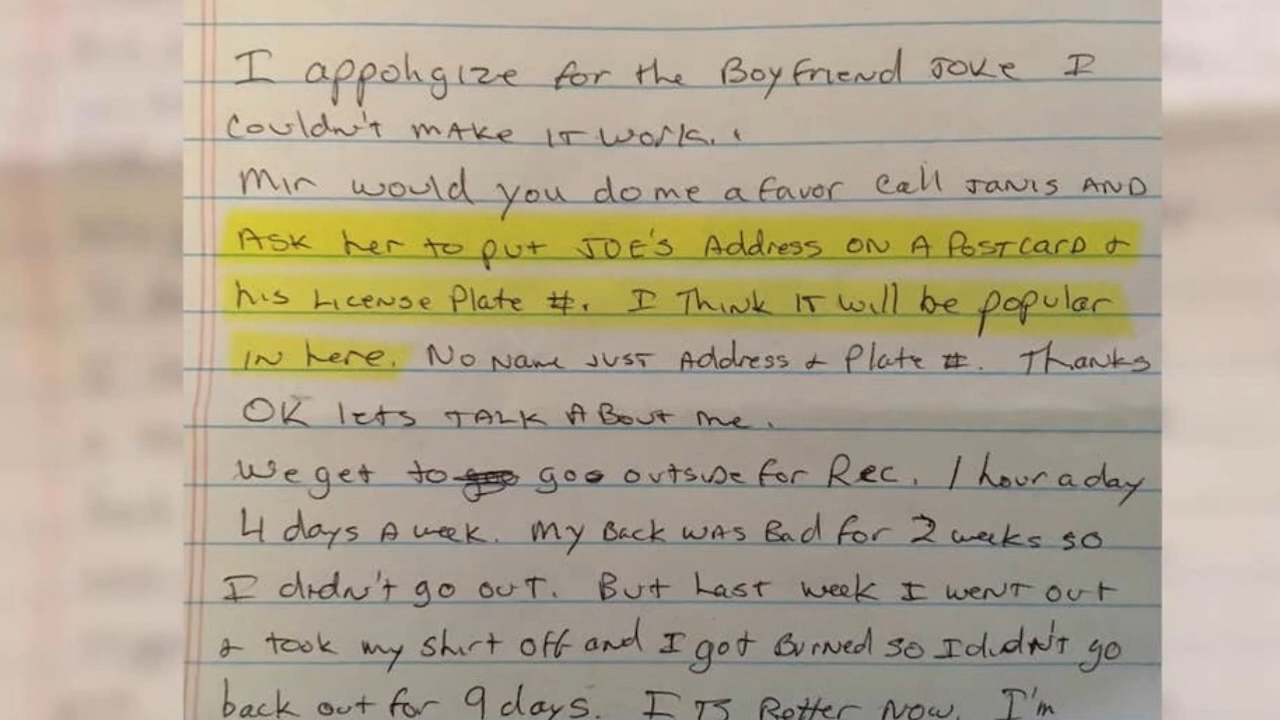 I appologize for the Boyfriend Joke I
Couldn't make it work.
Mir would you do me a favor Call Janis AND
Ask her to put JOE'S Address ON A Postcard &
his License Plate #. I Think it will be popular
in here. No Name Just Address & Plate #. Thanks
OK lets TALK About me.
We get to goo outside for Rec. 1 hour a day
4 days A week. My Back was Bad for 2 weeks so
I didn't go out. But Last week I went out
& took my shirt off and I got Burned so I didn't go
back out for 9 days. I'm